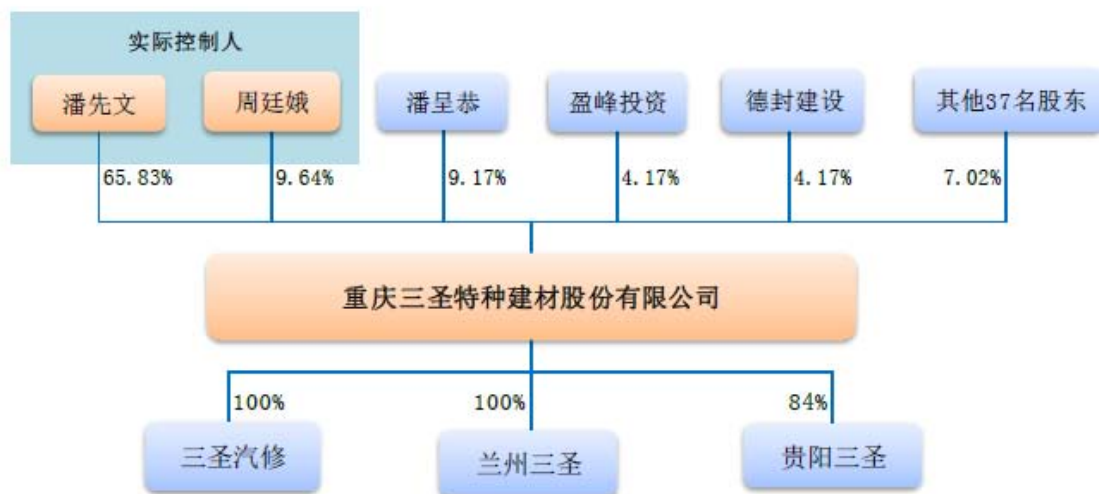 实际控制人
潘先文
周廷娥
潘呈恭
盈峰投资
德封建设
其他37名股东
65.83%
9.64%
9.17%
4.17%
4.17%
7.02%
重庆三圣特种建材股份有限公司
100%
100%
84%
三圣汽修
兰州三圣
贵阳三圣